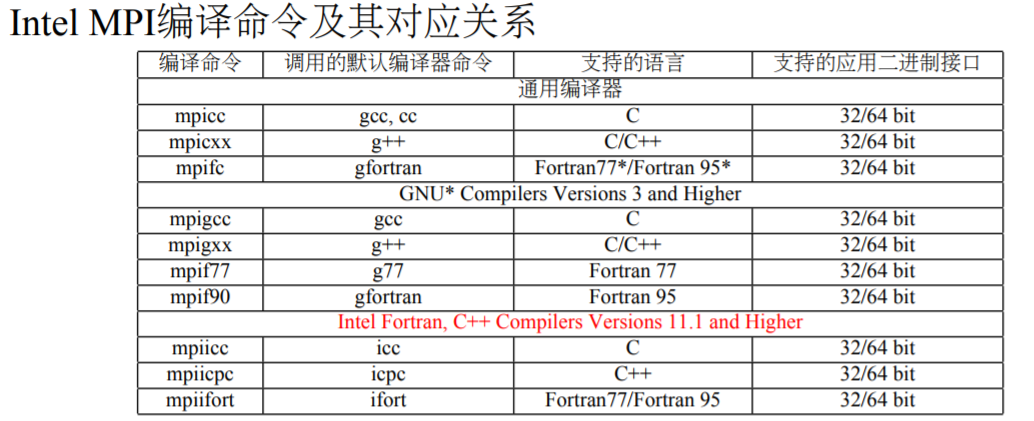 Intel MPI编译命令及其对应关系
编译命令 调用的默认编译器命令 支持的语言 支持的应用二进制接口
通用编译器
mpicc gcc, cc C 32/64 bit
mpicxx g++ C/C++ 32/64 bit
mpifc gfortran Fortran77*/Fortran 95* 32/64 bit
GNU* Compilers Versions 3 and Higher
mpigcc gcc C 32/64 bit
mpigxx g++ C/C++ 32/64 bit
mpif77 g77 Fortran 77 32/64 bit
mpif90 gfortran Fortran 95 32/64 bit
Intel Fortran, C++ Compilers Versions 11.1 and Higher
mpiicc icc C 32/64 bit
mpiicpc icpc C++ 32/64 bit
mpiifort ifort Fortran77/Fortran 95 32/64 bit